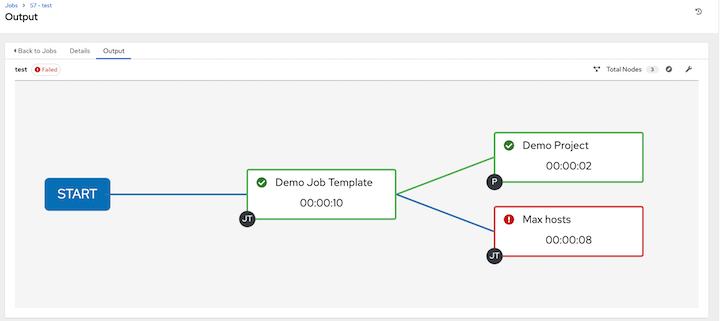 Jobs > 57 - test
Output
Back to Jobs Details Output
test Failed Total Nodes 3
START
Demo Job Template
00:00:10
JT
Demo Project
00:00:02
P
Max hosts
00:00:08
JT